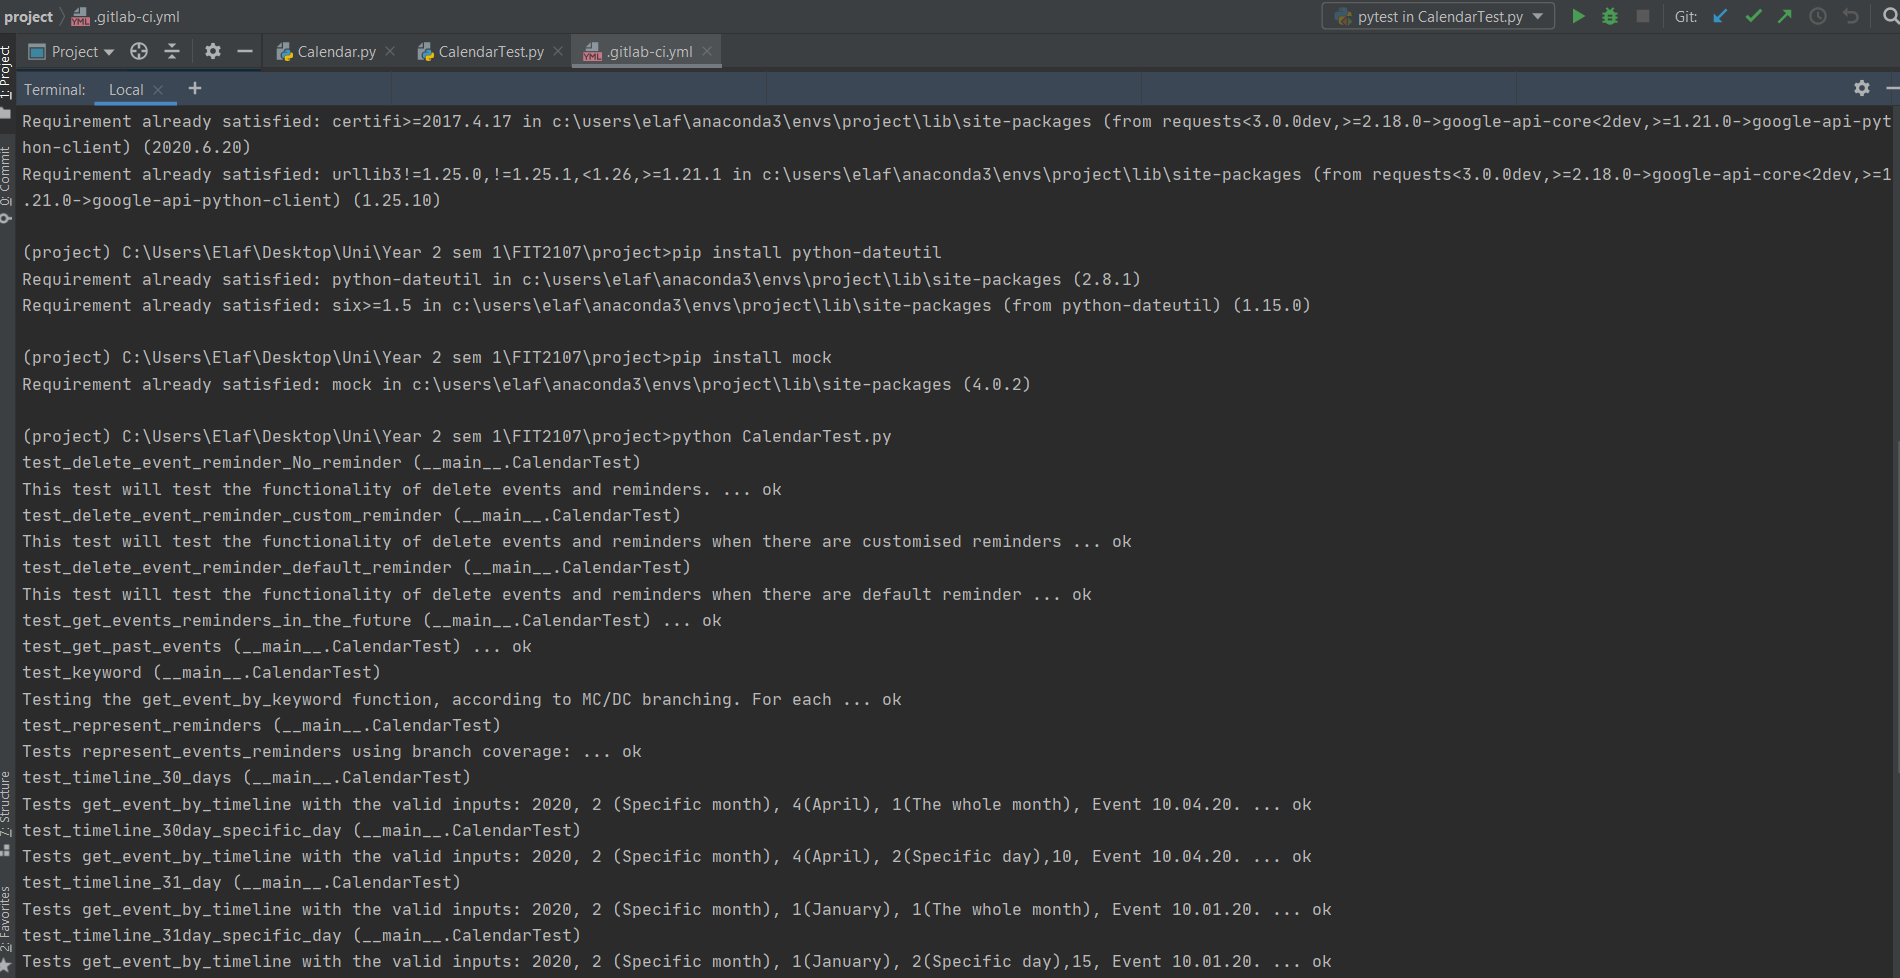 project .gitlab-ci.yml pytest in CalendarTest.py Git:
Project Calendar.py CalendarTest.py .gitlab-ci.yml
Terminal: Local +
1: Project
0: Commit
7: Structure
2: Favorites
Requirement already satisfied: certifi>=2017.4.17 in c:\users\elaf\anaconda3\envs\project\lib\site-packages (from requests<3.0.0dev,>=2.18.0->google-api-core<2dev,>=1.21.0->google-api-pyt
hon-client) (2020.6.20)
Requirement already satisfied: urllib3!=1.25.0,!=1.25.1,<1.26,>=1.21.1 in c:\users\elaf\anaconda3\envs\project\lib\site-packages (from requests<3.0.0dev,>=2.18.0->google-api-core<2dev,>=1
.21.0->google-api-python-client) (1.25.10)
(project) C:\Users\Elaf\Desktop\Uni\Year 2 sem 1\FIT2107\project>pip install python-dateutil
Requirement already satisfied: python-dateutil in c:\users\elaf\anaconda3\envs\project\lib\site-packages (2.8.1)
Requirement already satisfied: six>=1.5 in c:\users\elaf\anaconda3\envs\project\lib\site-packages (from python-dateutil) (1.15.0)
(project) C:\Users\Elaf\Desktop\Uni\Year 2 sem 1\FIT2107\project>pip install mock
Requirement already satisfied: mock in c:\users\elaf\anaconda3\envs\project\lib\site-packages (4.0.2)
(project) C:\Users\Elaf\Desktop\Uni\Year 2 sem 1\FIT2107\project>python CalendarTest.py
test_delete_event_reminder_No_reminder (__main__.CalendarTest)
This test will test the functionality of delete events and reminders. ... ok
test_delete_event_reminder_custom_reminder (__main__.CalendarTest)
This test will test the functionality of delete events and reminders when there are customised reminders ... ok
test_delete_event_reminder_default_reminder (__main__.CalendarTest)
This test will test the functionality of delete events and reminders when there are default reminder ... ok
test_get_events_reminders_in_the_future (__main__.CalendarTest) ... ok
test_get_past_events (__main__.CalendarTest) ... ok
test_keyword (__main__.CalendarTest)
Testing the get_event_by_keyword function, according to MC/DC branching. For each ... ok
test_represent_reminders (__main__.CalendarTest)
Tests represent_events_reminders using branch coverage: ... ok
test_timeline_30_days (__main__.CalendarTest)
Tests get_event_by_timeline with the valid inputs: 2020, 2 (Specific month), 4(April), 1(The whole month), Event 10.04.20. ... ok
test_timeline_30day_specific_day (__main__.CalendarTest)
Tests get_event_by_timeline with the valid inputs: 2020, 2 (Specific month), 4(April), 2(Specific day),10, Event 10.04.20. ... ok
test_timeline_31_day (__main__.CalendarTest)
Tests get_event_by_timeline with the valid inputs: 2020, 2 (Specific month), 1(January), 1(The whole month), Event 10.01.20. ... ok
test_timeline_31day_specific_day (__main__.CalendarTest)
Tests get_event_by_timeline with the valid inputs: 2020, 2 (Specific month), 1(January), 2(Specific day),15, Event 10.01.20. ... ok